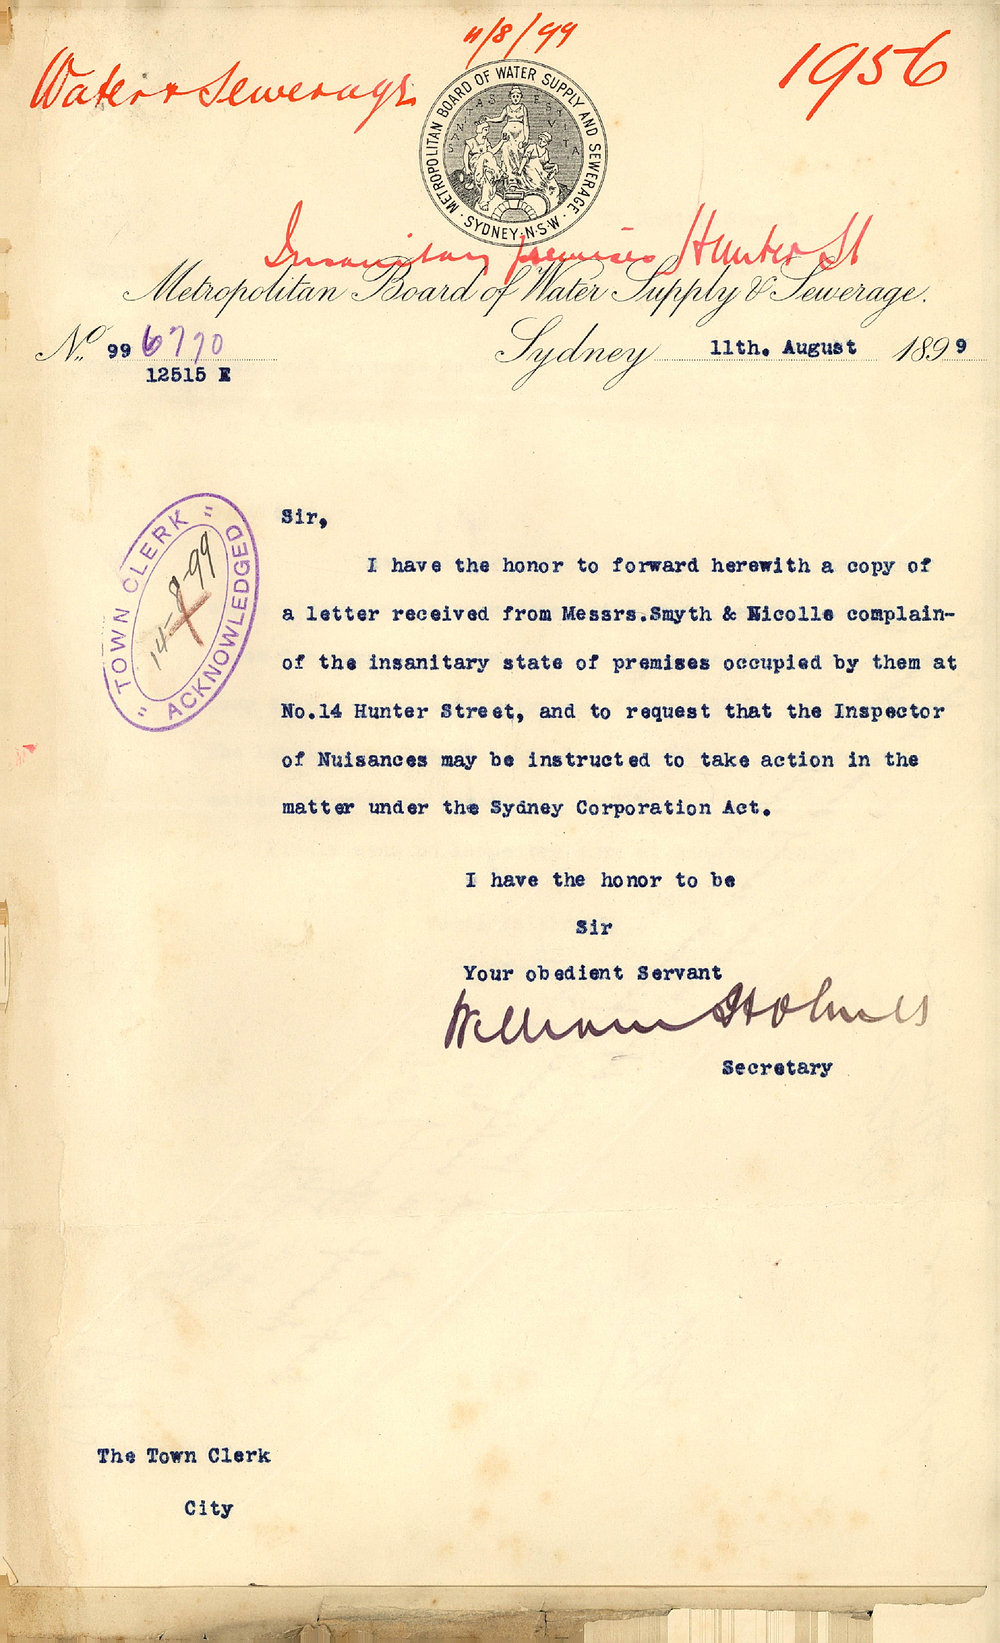 11/8/99
Water & Sewerage
1956
METROPOLITAN BOARD OF WATER SUPPLY AND SEWERAGE.
SANITAS EST VITA
· SYDNEY·N·S·W ·
Insanitary premises Hunter St
Metropolitan Board of Water Supply & Sewerage.
No. 99 6770
Sydney 11th. August 1899
12515 E
"TOWN CLERK"
14-8-99
ACKNOWLEDGED
Sir,
I have the honor to forward herewith a copy of
a letter received from Messrs.Smyth & Nicolle complain-
of the insanitary state of premises occupied by them at
No.14 Hunter Street, and to request that the Inspector
of Nuisances may be instructed to take action in the
matter under the Sydney Corporation Act.
I have the honor to be
Sir
Your obedient Servant
William Holmes
Secretary
The Town Clerk
City